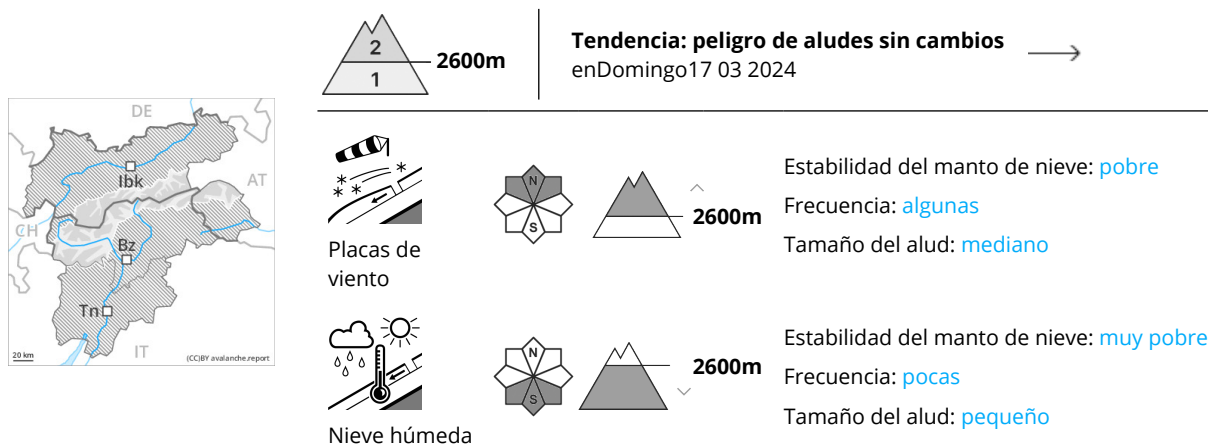 2
1
2600m
Tendencia: peligro de aludes sin cambios
enDomingo17 03 2024
DE
Ibk
AT
CH
Bz
Tn
IT
20 km
(CC)BY avalanche.report
Placas de
viento
N
S
2600m
Estabilidad del manto de nieve: pobre
Frecuencia: algunas
Tamaño del alud: mediano
Nieve húmeda
N
S
2600m
Estabilidad del manto de nieve: muy pobre
Frecuencia: pocas
Tamaño del alud: pequeño